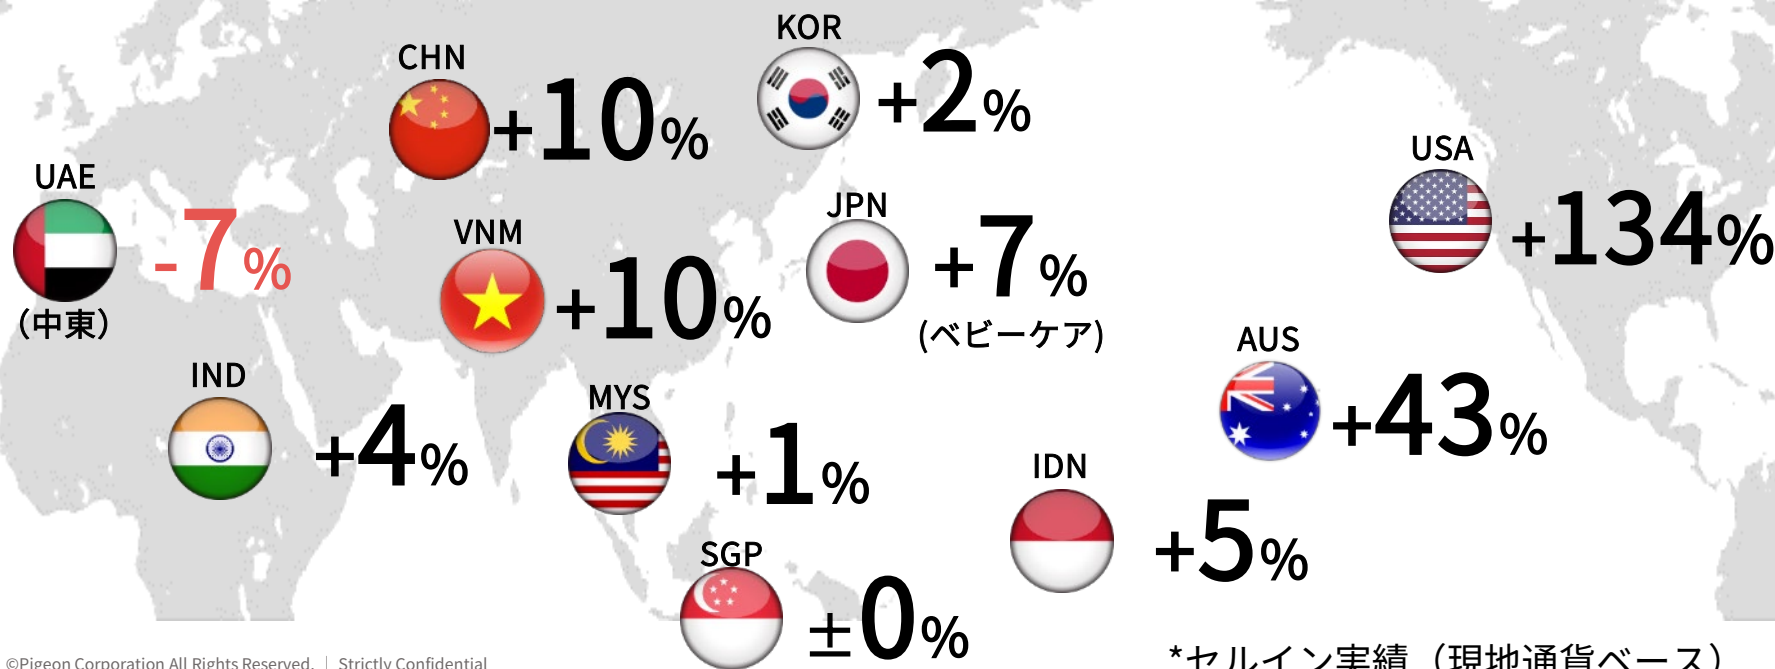 KOR
+2%
CHN
+10%
USA
+134%
UAE
-7%
(中東)
JPN
+7%
(ベビーケア)
VNM
+10%
AUS
+43%
IND
+4%
MYS
+1%
IDN
+5%
SGP
±0%
*セルイン実績（現地通貨ベース）
©Pigeon Corporation All Rights Reserved. | Strictly Confidential